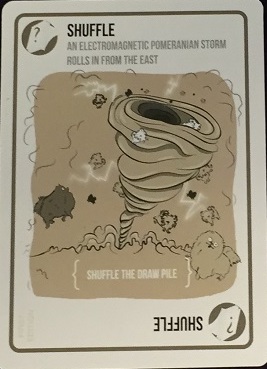 ?
SHUFFLE
AN ELECTROMAGNETIC POMERANIAN STORM
ROLLS IN FROM THE EAST
SHUFFLE THE DRAW PILE
SHUFFLE
?